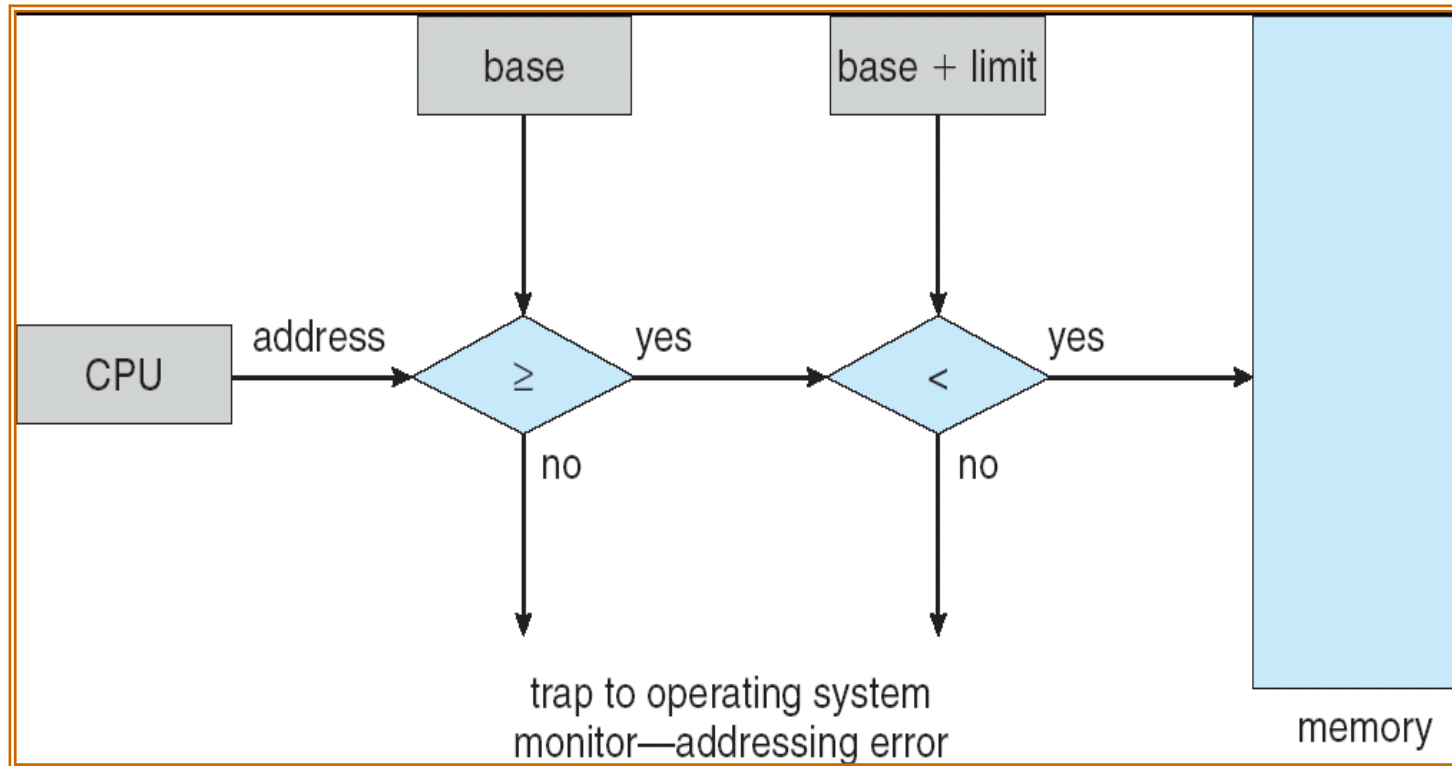 base
base + limit
address
yes
yes
CPU
≥
<
no
no
trap to operating system
monitor—addressing error
memory